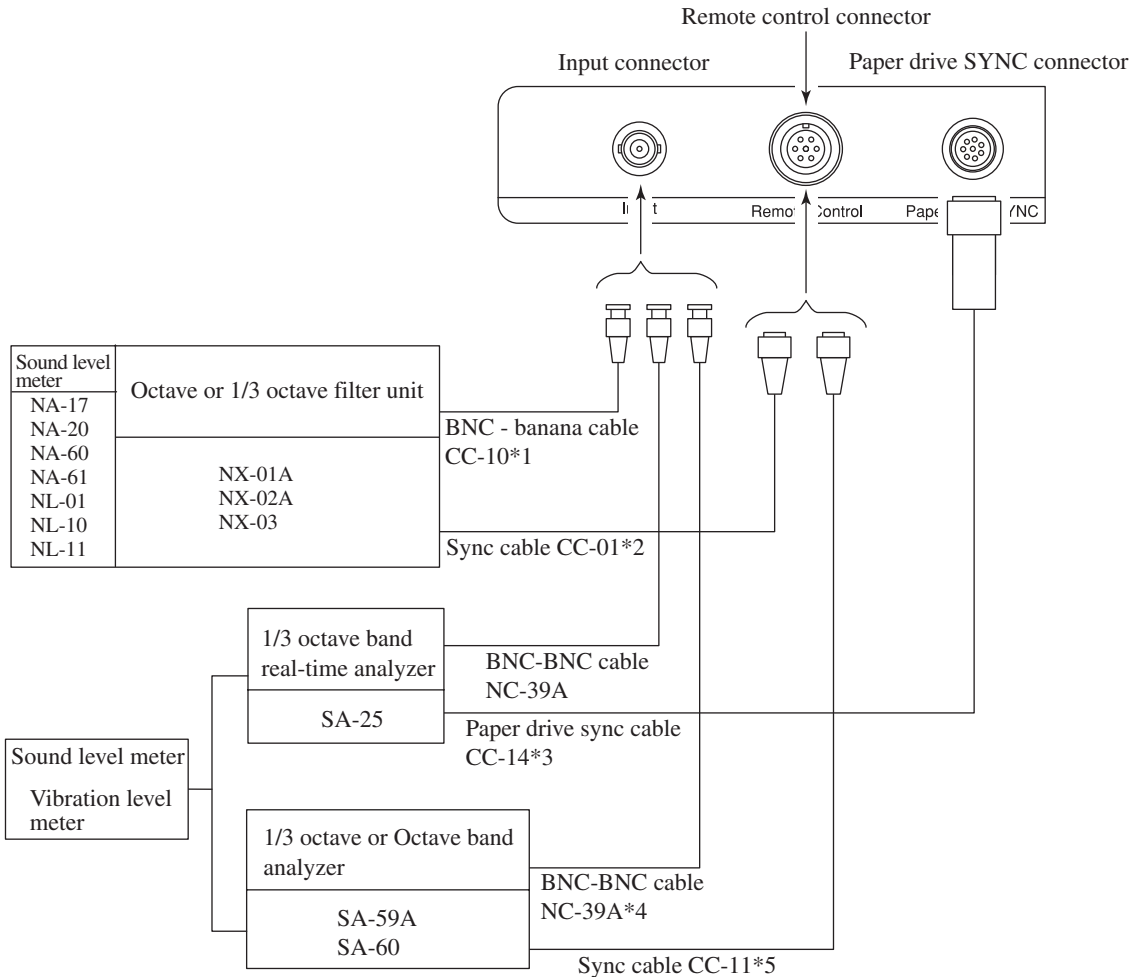 Remote control connector
Input connector
Paper drive SYNC connector
Remote Control
Sound level
meter
NA-17
NA-20
NA-60
NA-61
NL-01
NL-10
NL-11
Octave or 1/3 octave filter unit
NX-01A
NX-02A
NX-03
BNC - banana cable
CC-10*1
Sync cable CC-01*2
1/3 octave band
real-time analyzer
SA-25
BNC-BNC cable
NC-39A
Paper drive sync cable
CC-14*3
Sound level meter
Vibration level
meter
1/3 octave or Octave band
analyzer
SA-59A
SA-60
BNC-BNC cable
NC-39A*4
Sync cable CC-11*5